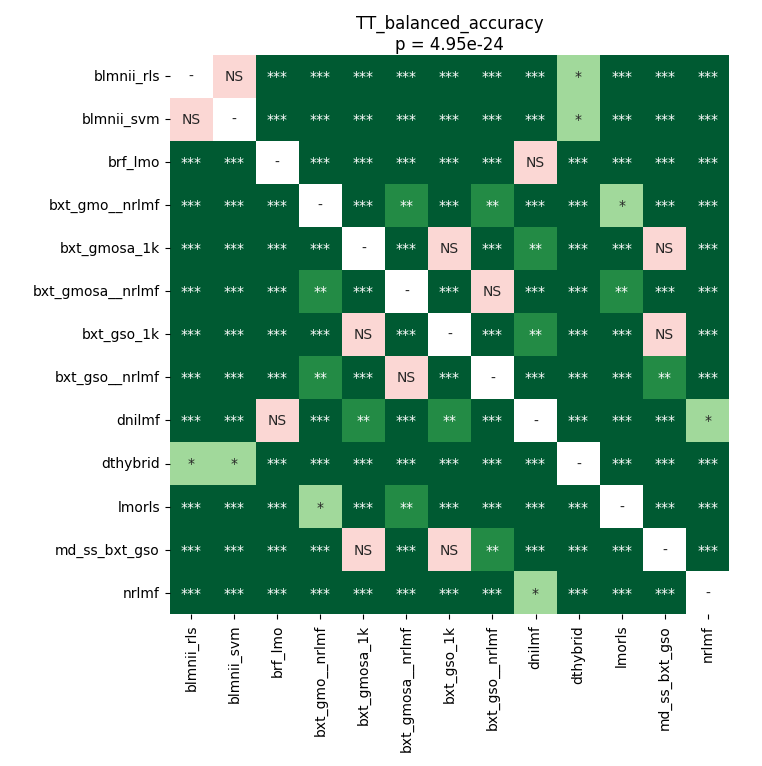 TT_balanced_accuracy
p = 4.95e-24
blmnii_rls - NS *** *** *** *** *** *** *** * *** *** ***
blmnii_svm NS - *** *** *** *** *** *** *** * *** *** ***
brf_lmo *** *** - *** *** *** *** *** NS *** *** *** ***
bxt_gmo__nrlmf *** *** *** - *** ** *** ** *** *** * *** ***
bxt_gmosa_1k *** *** *** *** - *** NS *** ** *** *** NS ***
bxt_gmosa__nrlmf *** *** *** ** *** - *** NS *** *** ** *** ***
bxt_gso_1k *** *** *** *** NS *** - *** ** *** *** NS ***
bxt_gso__nrlmf *** *** *** ** *** NS *** - *** *** *** ** ***
dnilmf *** *** NS *** ** *** ** *** - *** *** *** *
dthybrid * * *** *** *** *** *** *** *** - *** *** ***
lmorls *** *** *** * *** ** *** *** *** *** - *** ***
md_ss_bxt_gso *** *** *** *** NS *** NS ** *** *** *** - ***
nrlmf *** *** *** *** *** *** *** *** * *** *** *** -
blmnii_rls
blmnii_svm
brf_lmo
bxt_gmo__nrlmf
bxt_gmosa_1k
bxt_gmosa__nrlmf
bxt_gso_1k
bxt_gso__nrlmf
dnilmf
dthybrid
lmorls
md_ss_bxt_gso
nrlmf